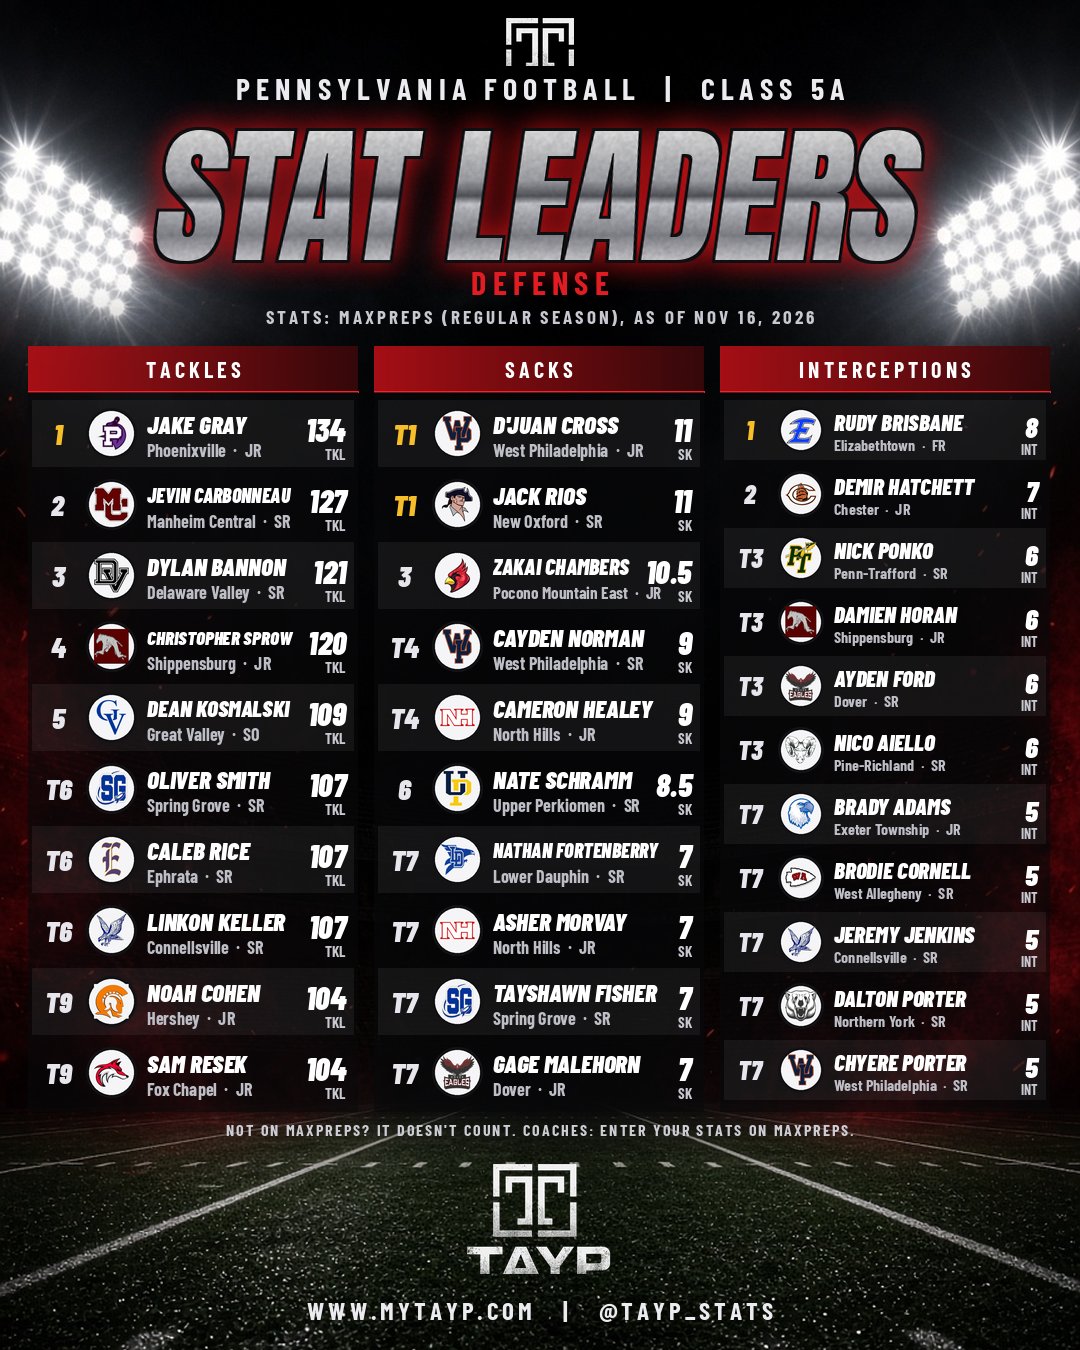 PENNSYLVANIA FOOTBALL | CLASS 5A
STAT LEADERS
DEFENSE
STATS: MAXPREPS (REGULAR SEASON), AS OF NOV 16, 2026
TACKLES
1 JAKE GRAY 134
Phoenixville · JR TKL
2 JEVIN CARBONNEAU 127
Manheim Central · SR TKL
3 DYLAN BANNON 121
Delaware Valley · SR TKL
4 CHRISTOPHER SPROW 120
Shippensburg · JR TKL
5 DEAN KOSMALSKI 109
Great Valley · SO TKL
T6 OLIVER SMITH 107
Spring Grove · SR TKL
T6 CALEB RICE 107
Ephrata · SR TKL
T6 LINKON KELLER 107
Connellsville · SR TKL
T9 NOAH COHEN 104
Hershey · JR TKL
T9 SAM RESEK 104
Fox Chapel · JR TKL
SACKS
T1 D'JUAN CROSS 11
West Philadelphia · JR SK
T1 JACK RIOS 11
New Oxford · SR SK
3 ZAKAI CHAMBERS 10.5
Pocono Mountain East · JR SK
T4 CAYDEN NORMAN 9
West Philadelphia · SR SK
T4 CAMERON HEALEY 9
North Hills · JR SK
6 NATE SCHRAMM 8.5
Upper Perkiomen · SR SK
T7 NATHAN FORTENBERRY 7
Lower Dauphin · SR SK
T7 ASHER MORVAY 7
North Hills · JR SK
T7 TAYSHAWN FISHER 7
Spring Grove · SR SK
T7 GAGE MALEHORN 7
Dover · JR SK
INTERCEPTIONS
1 RUDY BRISBANE 8
Elizabethtown · FR INT
2 DEMIR HATCHETT 7
Chester · JR INT
T3 NICK PONKO 6
Penn-Trafford · SR INT
T3 DAMIEN HORAN 6
Shippensburg · JR INT
T3 AYDEN FORD 6
Dover · SR INT
T3 NICO AIELLO 6
Pine-Richland · SR INT
T7 BRADY ADAMS 5
Exeter Township · JR INT
T7 BRODIE CORNELL 5
West Allegheny · SR INT
T7 JEREMY JENKINS 5
Connellsville · SR INT
T7 DALTON PORTER 5
Northern York · SR INT
T7 CHYERE PORTER 5
West Philadelphia · SR INT
NOT ON MAXPREPS? IT DOESN'T COUNT. COACHES: ENTER YOUR STATS ON MAXPREPS.
TAYP
WWW.MYTAYP.COM | @TAYP_STATS